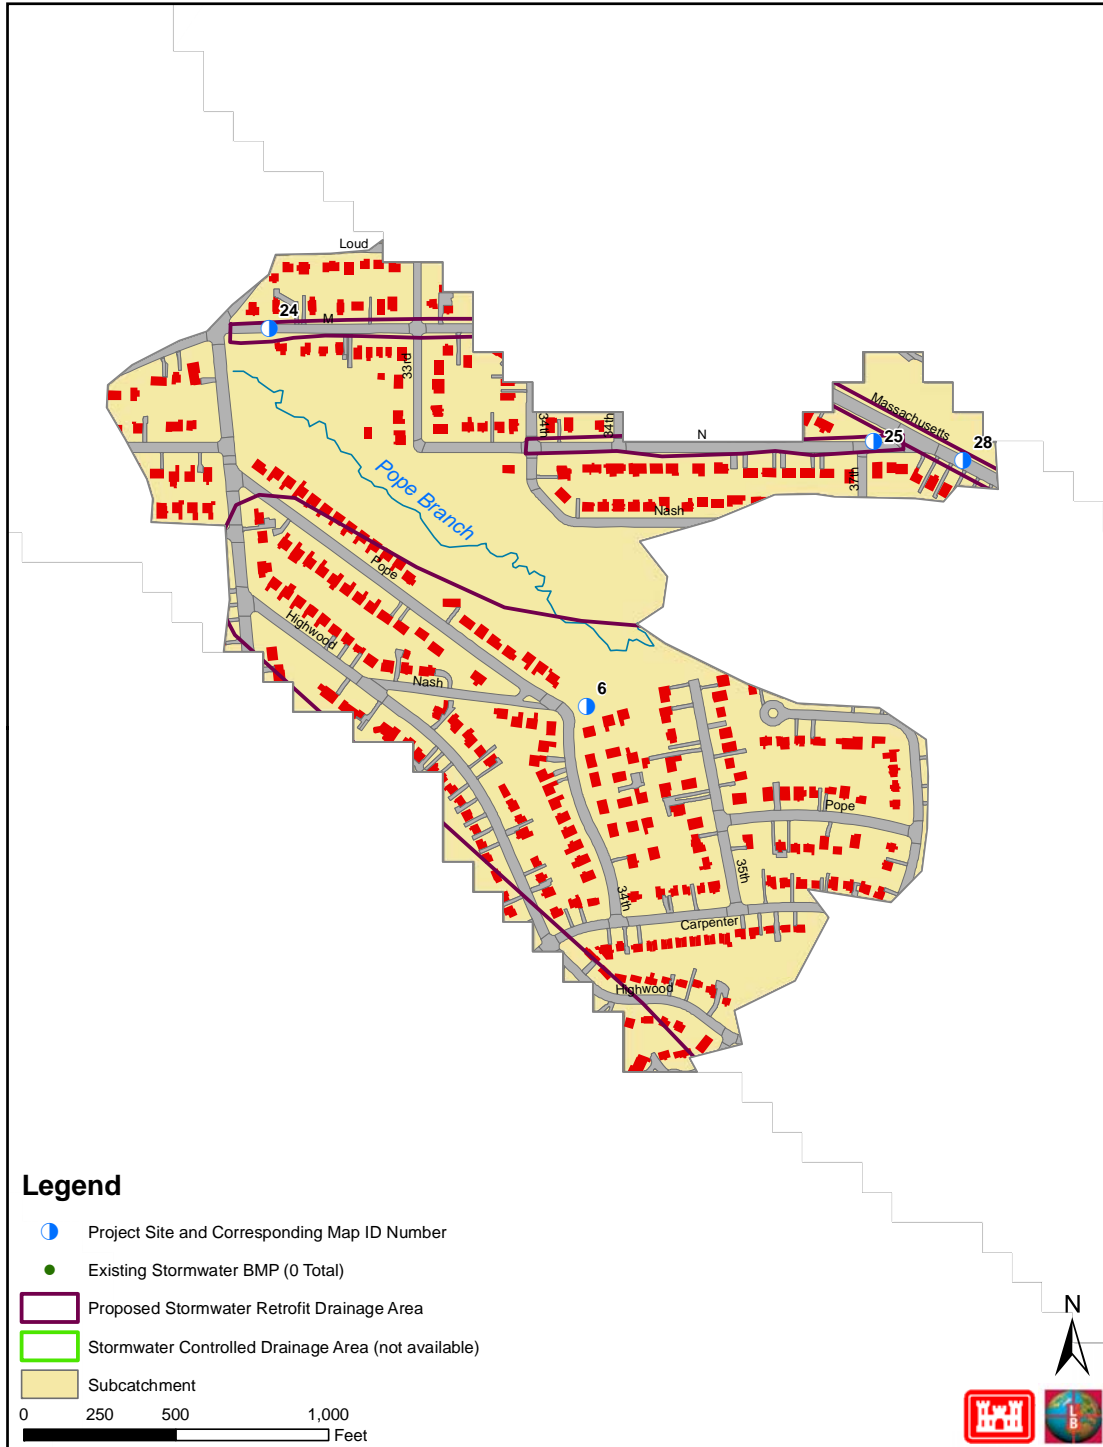 Loud
24
M
33rd
34th
34th
N
Massachusetts
25
28
37th
Nash
Pope Branch
Pope
Highwood
Nash
6
Pope
35th
34th
Carpenter
Highwood
Legend
Project Site and Corresponding Map ID Number
Existing Stormwater BMP (0 Total)
Proposed Stormwater Retrofit Drainage Area
Stormwater Controlled Drainage Area (not available)
Subcatchment
0 250 500 1,000
Feet
N
L
B